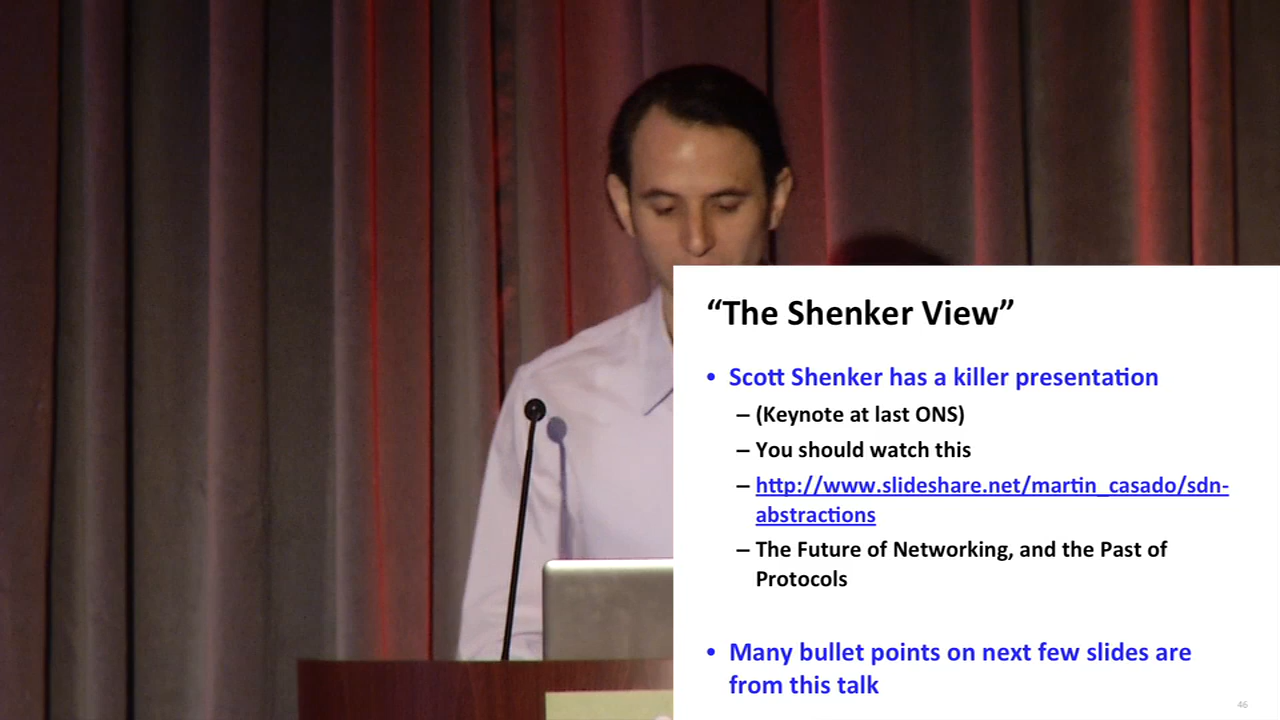 “The Shenker View”
• Scott Shenker has a killer presentation
– (Keynote at last ONS)
– You should watch this
– http://www.slideshare.net/martin_casado/sdn-
abstractions
– The Future of Networking, and the Past of
Protocols
• Many bullet points on next few slides are
from this talk
46